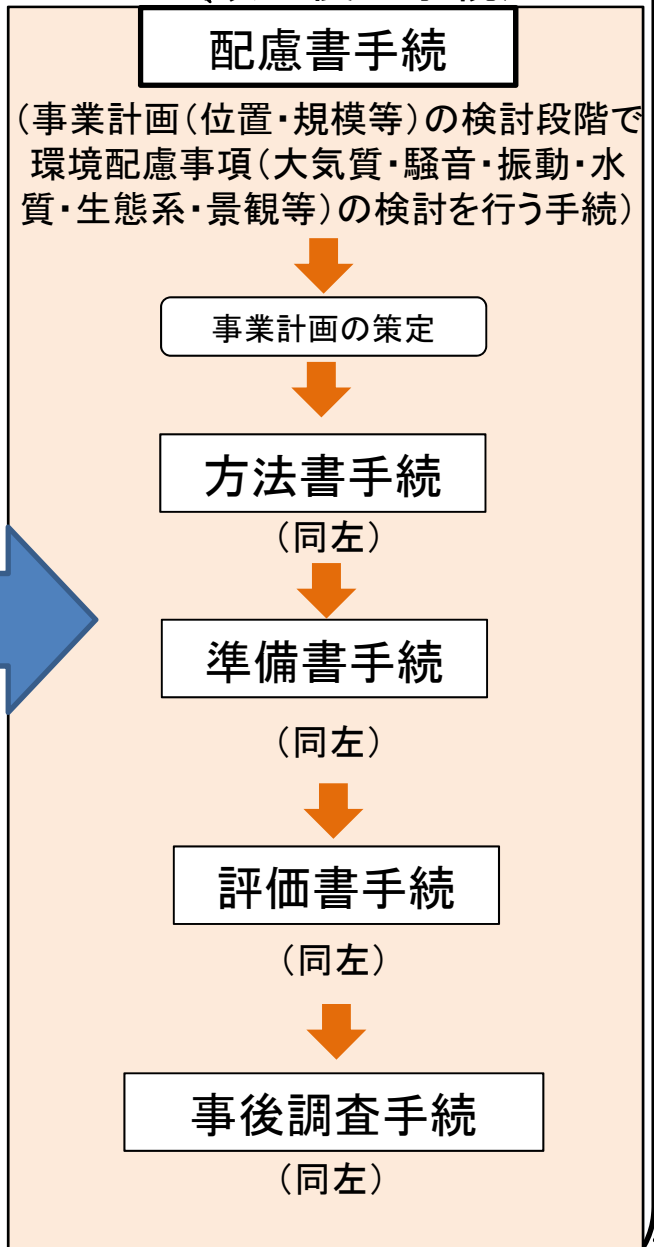 配慮書手続
(事業計画(位置・規模等)の検討段階で
環境配慮事項(大気質・騒音・振動・水
質・生態系・景観等)の検討を行う手続)
事業計画の策定
方法書手続
(同左)
準備書手続
(同左)
評価書手続
(同左)
事後調査手続
(同左)